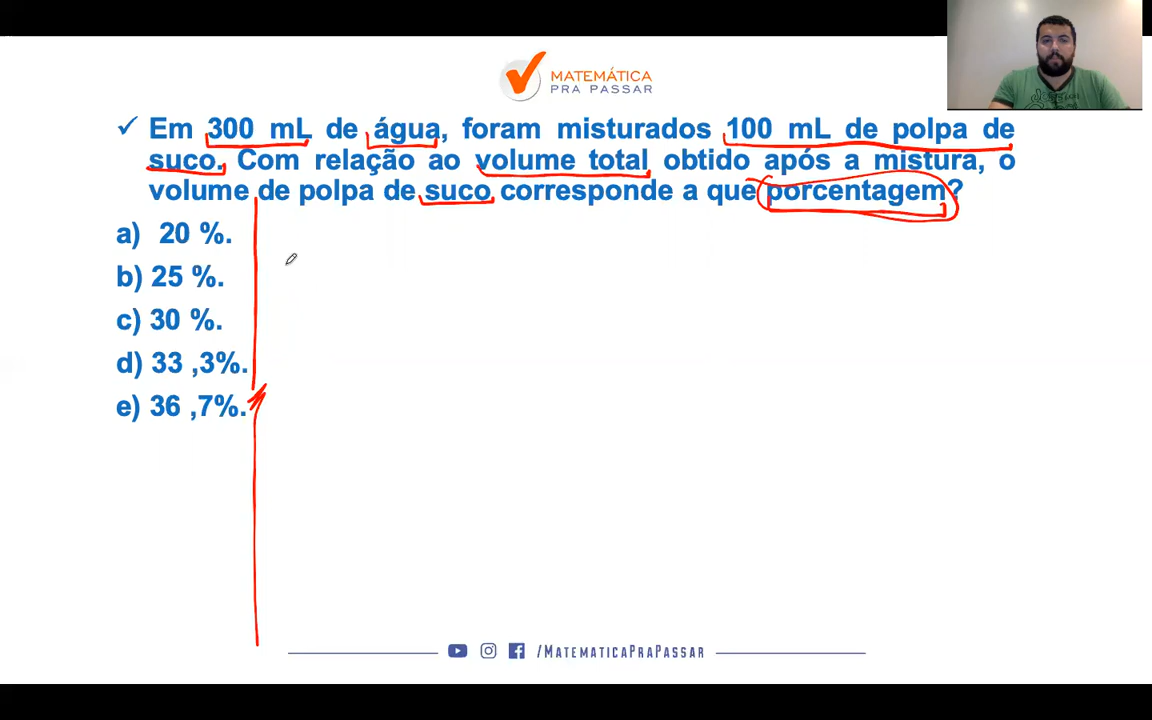 MATEMÁTICA
PRA PASSAR
Em 300 mL de água, foram misturados 100 mL de polpa de
suco. Com relação ao volume total obtido após a mistura, o
volume de polpa de suco corresponde a que porcentagem?
a) 20 %.
b) 25 %.
c) 30 %.
d) 33 ,3%.
e) 36 ,7%.
/MATEMATICAPRAPASSAR